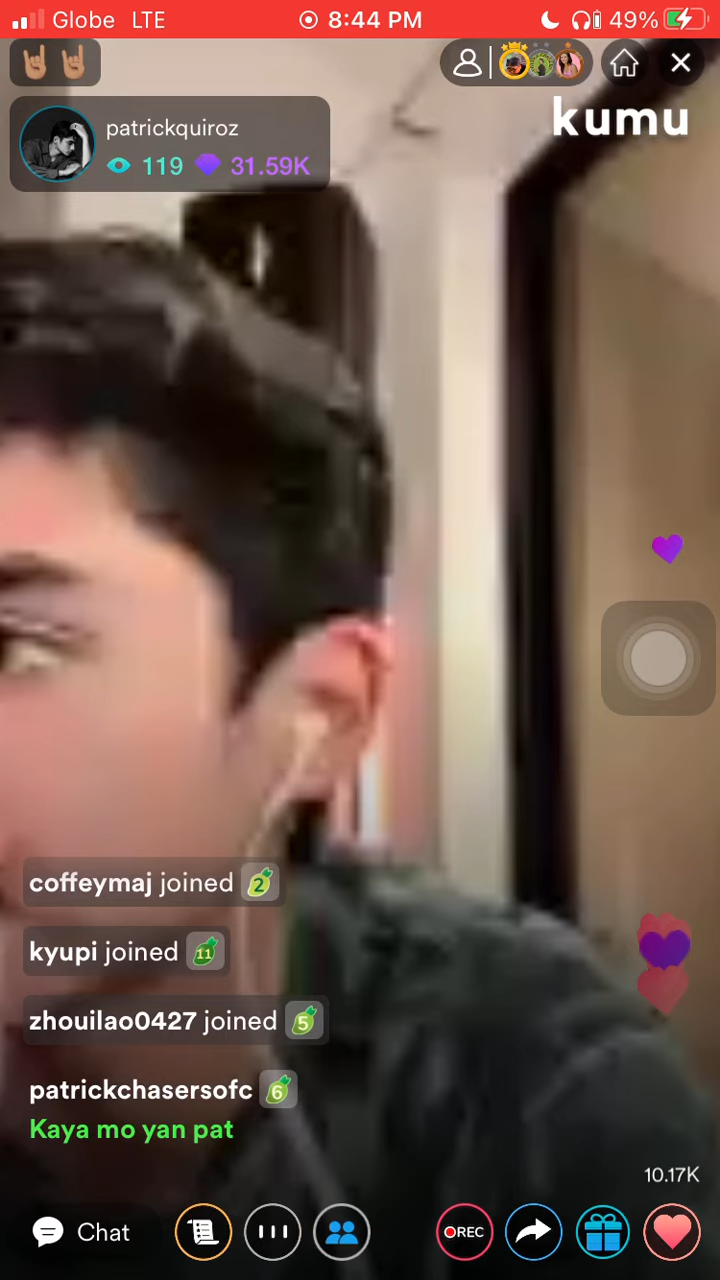 Globe LTE 8:44 PM 49%
patrickquiroz
kumu
119 31.59K
coffeymaj joined 2
kyupi joined 11
zhouilao0427 joined 5
patrickchasersofc 6
Kaya mo yan pat
10.17K
Chat REC